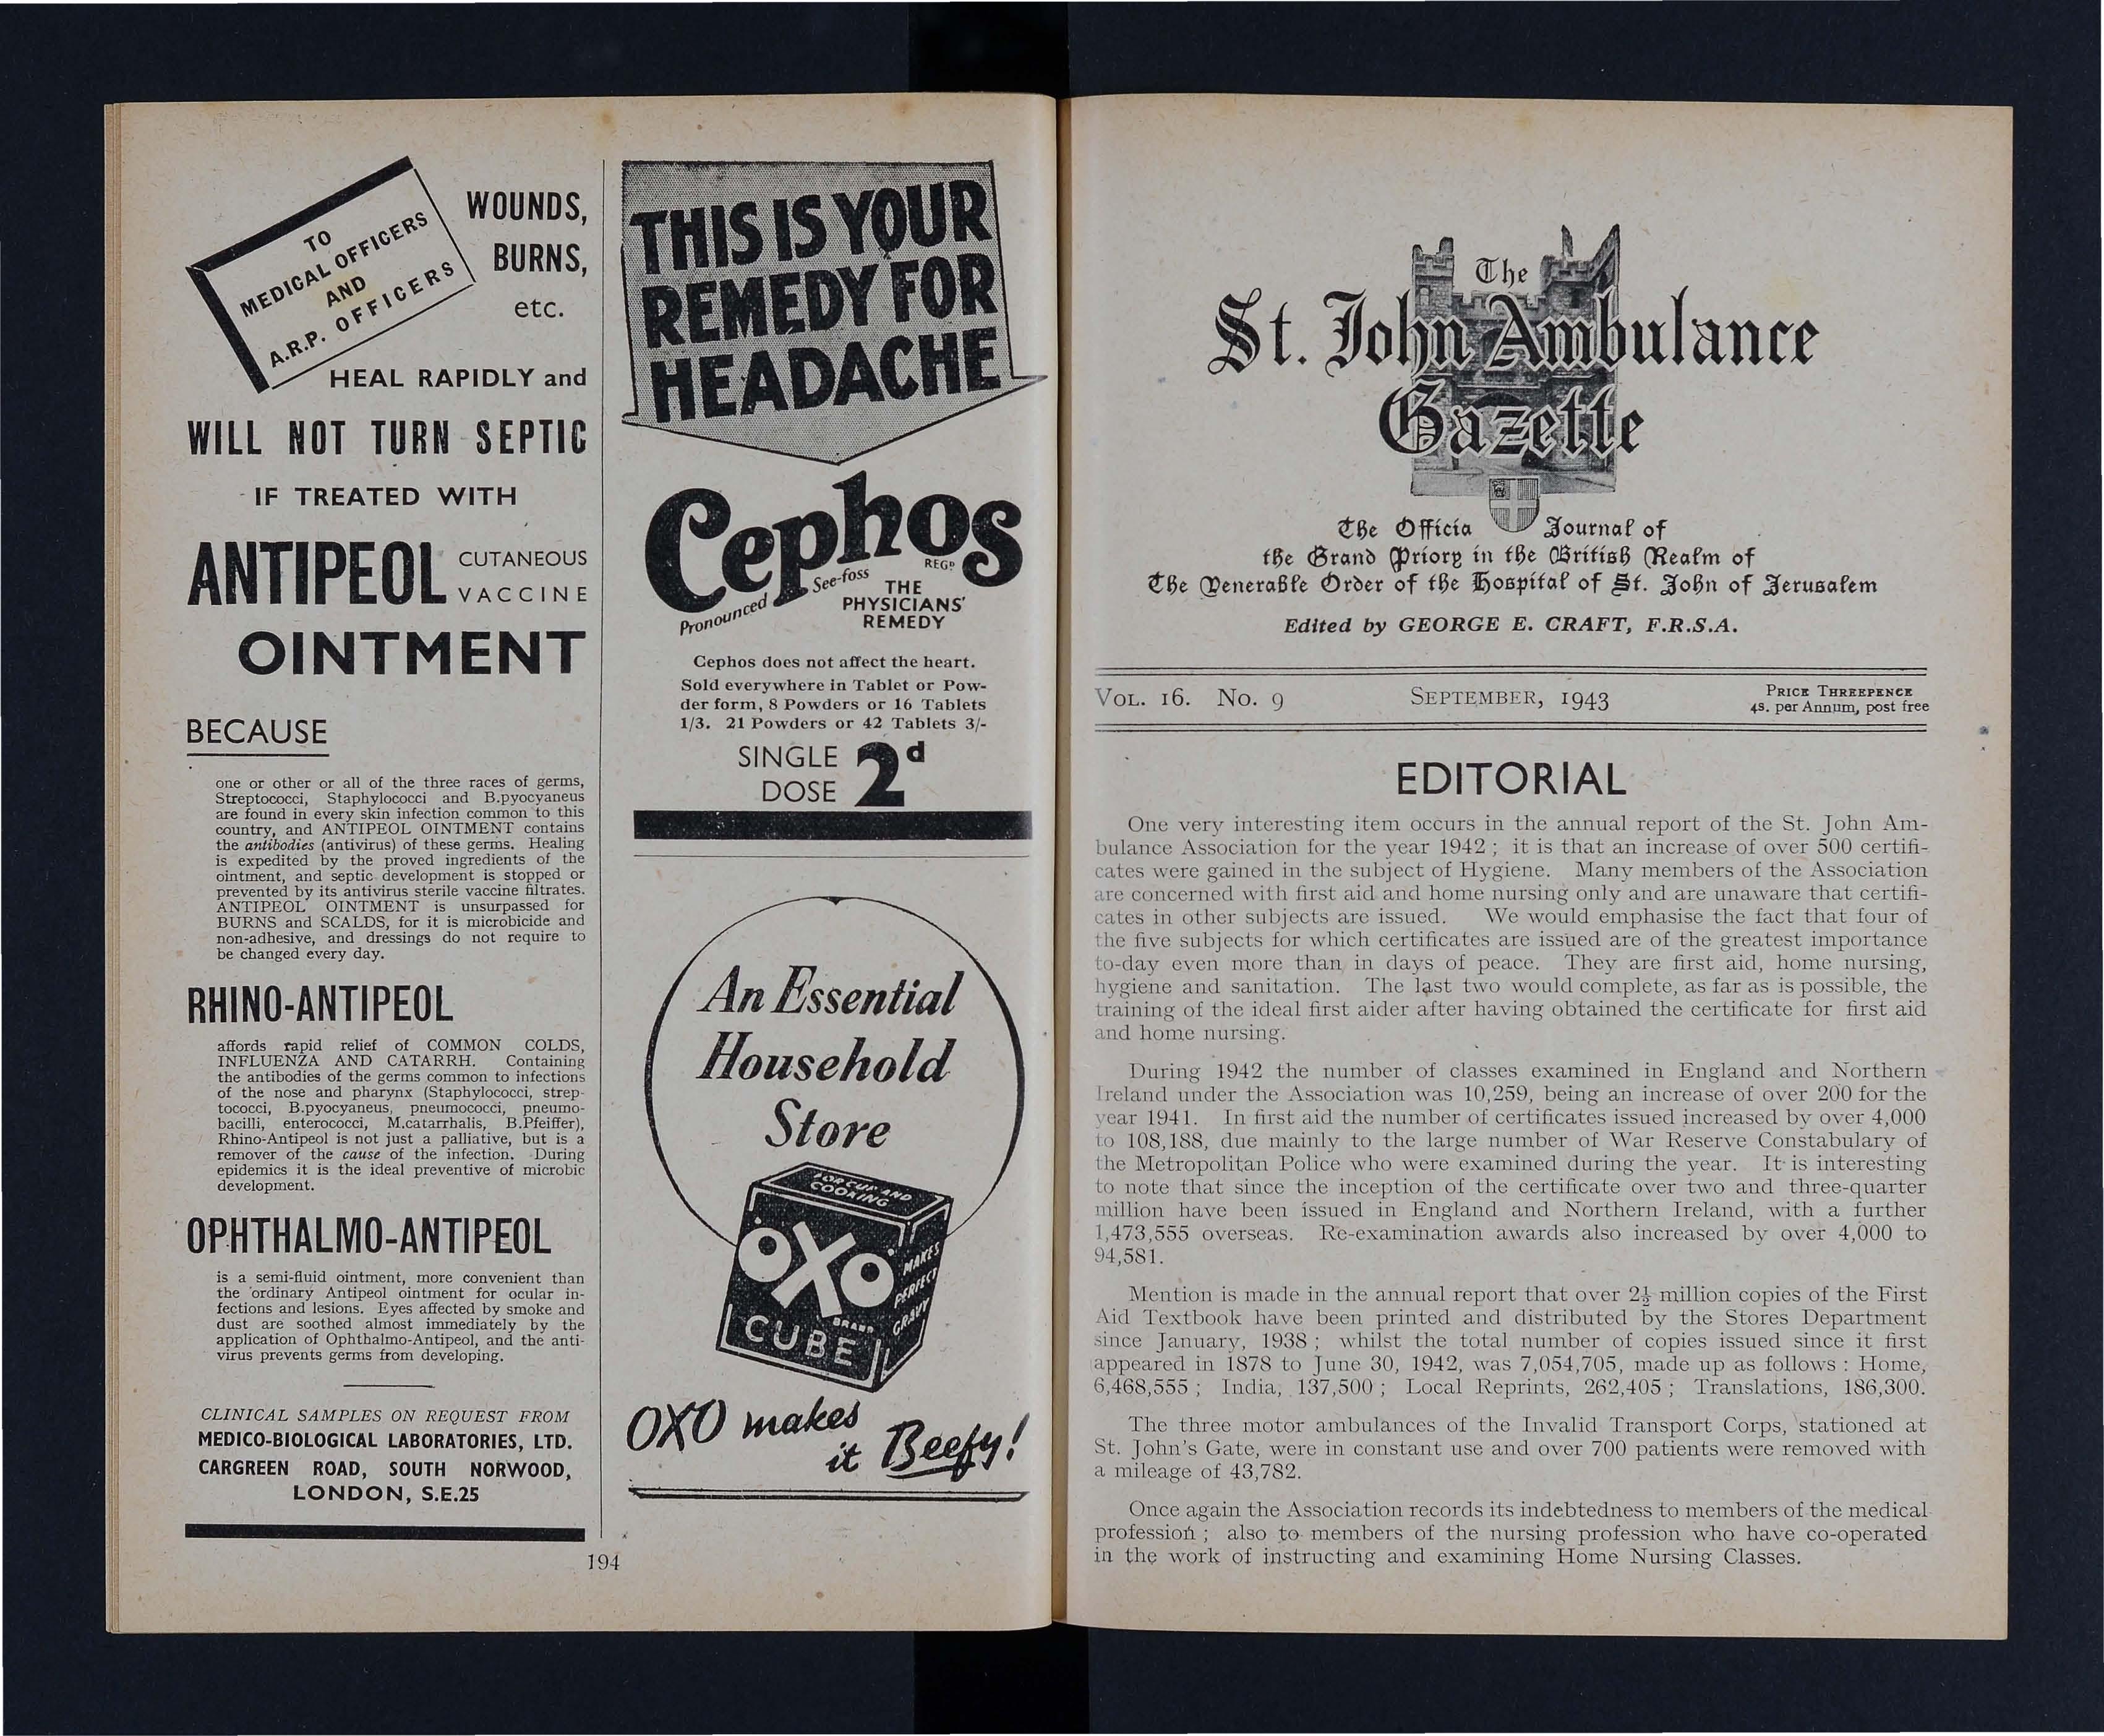 TO
MEDICAL OFFICERS
AND
A.R.P. OFFICERS
WOUNDS,
BURNS,
etc.
HEAL RAPIDLY and
WILL NOT TURN SEPTIC
IF TREATED WITH
ANTIPEOL CUTANEOUS
VACCINE
OINTMENT
BECAUSE
one or other or all of the three races of germs,
Streptococci, Staphylococci and B.pyocyaneus
are found in every skin infection common to this
country, and ANTIPEOL OINTMENT contains
the antibodies (antivirus) of these germs. Healing
is expedited by the proved ingredients of the
ointment, and septic development is stopped or
prevented by its antivirus sterile vaccine filtrates.
ANTIPEOL OINTMENT is unsurpassed for
BURNS and SCALDS, for it is microbicide and
non-adhesive, and dressings do not require to
be changed every day.
RHINO-ANTIPEOL
affords rapid relief of COMMON COLDS,
INFLUENZA AND CATARRH. Containing
the antibodies of the germs common to infections
of the nose and pharynx (Staphylococci, strep-
tococci, B.pyocyaneus, pneumococci, pneumo-
bacilli, enterococci, M.catarrhalis, B.Pfeiffer),
Rhino-Antipeol is not just a palliative, but is a
remover of the cause of the infection. During
epidemics it is the ideal preventive of microbic
development.
OPHTHALMO-ANTIPEOL
is a semi-fluid ointment, more convenient than
the ordinary Antipeol ointment for ocular in-
fections and lesions. Eyes affected by smoke and
dust are soothed almost immediately by the
application of Ophthalmo-Antipeol, and the anti-
virus prevents germs from developing.
CLINICAL SAMPLES ON REQUEST FROM
MEDICO-BIOLOGICAL LABORATORIES, LTD.
CARGREEN ROAD, SOUTH NORWOOD,
LONDON, S.E.25
THIS IS YOUR
REMEDY FOR
HEADACHE
Cephos
REGD
Pronounced See-foss
THE
PHYSICIANS'
REMEDY
Cephos does not affect the heart.
Sold everywhere in Tablet or Pow-
der form, 8 Powders or 16 Tablets
1/3. 21 Powders or 42 Tablets 3/-
SINGLE
DOSE 2d
An Essential
Household
Store
FOR CUP AND
COOKING
OXO
BRAND
CUBE
MAKES
PERFECT
GRAVY
OXO makes
it Beefy!
194
The
St. John Ambulance
Gazette
The Officia Journal of
the Grand Priory in the British Realm of
The Venerable Order of the Hospital of St. John of Jerusalem
Edited by GEORGE E. CRAFT, F.R.S.A.
VOL. 16. No. 9 SEPTEMBER, 1943 PRICE THREEPENCE
4s. per Annum, post free
EDITORIAL
One very interesting item occurs in the annual report of the St. John Am-
bulance Association for the year 1942 ; it is that an increase of over 500 certifi-
cates were gained in the subject of Hygiene. Many members of the Association
are concerned with first aid and home nursing only and are unaware that certifi-
cates in other subjects are issued. We would emphasise the fact that four of
the five subjects for which certificates are issued are of the greatest importance
to-day even more than in days of peace. They are first aid, home nursing,
hygiene and sanitation. The last two would complete, as far as is possible, the
training of the ideal first aider after having obtained the certificate for first aid
and home nursing.
During 1942 the number of classes examined in England and Northern
Ireland under the Association was 10,259, being an increase of over 200 for the
year 1941. In first aid the number of certificates issued increased by over 4,000
to 108,188, due mainly to the large number of War Reserve Constabulary of
the Metropolitan Police who were examined during the year. It is interesting
to note that since the inception of the certificate over two and three-quarter
million have been issued in England and Northern Ireland, with a further
1,473,555 overseas. Re-examination awards also increased by over 4,000 to
94,581.
Mention is made in the annual report that over 2½ million copies of the First
Aid Textbook have been printed and distributed by the Stores Department
since January, 1938 ; whilst the total number of copies issued since it first
appeared in 1878 to June 30, 1942, was 7,054,705, made up as follows : Home,
6,468,555 ; India, 137,500 ; Local Reprints, 262,405 ; Translations, 186,300.
The three motor ambulances of the Invalid Transport Corps, stationed at
St. John's Gate, were in constant use and over 700 patients were removed with
a mileage of 43,782.
Once again the Association records its indebtedness to members of the medical
profession ; also to members of the nursing profession who have co-operated
in the work of instructing and examining Home Nursing Classes.